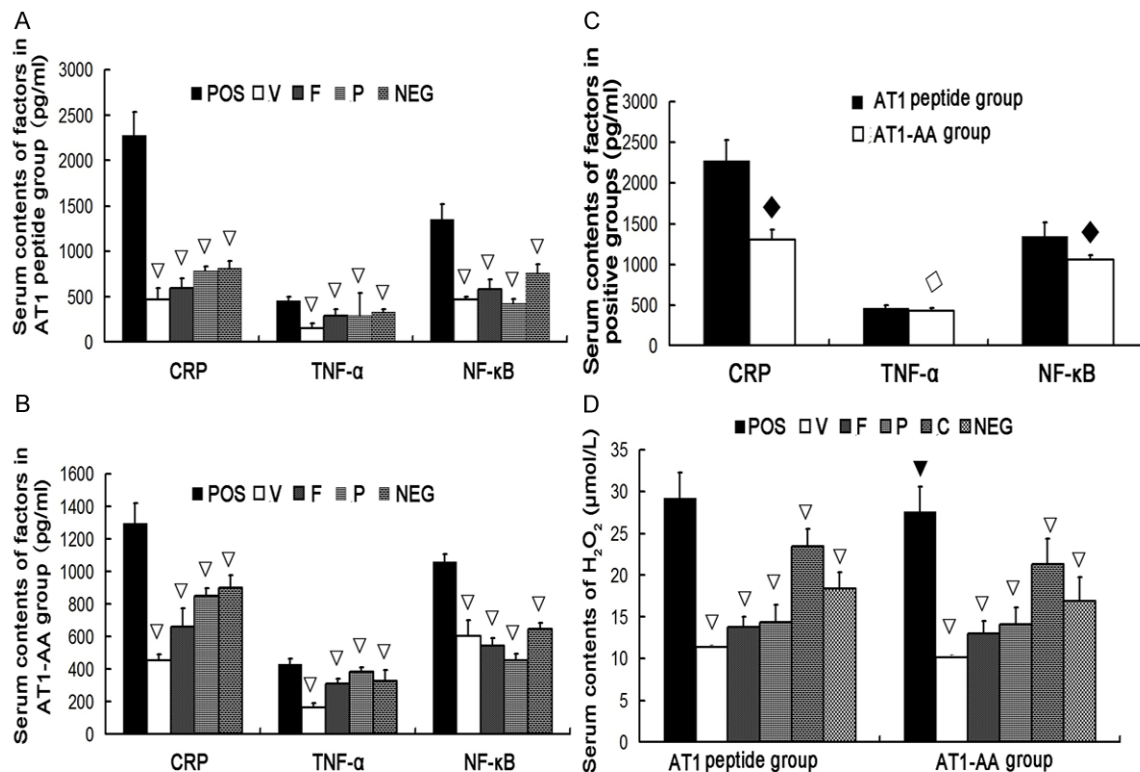 A
Serum contents of factors in
AT1 peptide group (pg/ml)
3000
2500
2000
1500
1000
500
0
POS V F P NEG
CRP TNF-α NF-κB
B
Serum contents of factors in
AT1-AA group (pg/ml)
1600
1400
1200
1000
800
600
400
200
0
POS V F P NEG
CRP TNF-α NF-κB
C
Serum contents of factors in
positive groups (pg/ml)
3000
2500
2000
1500
1000
500
0
AT1 peptide group
AT1-AA group
CRP TNF-α NF-κB
D
Serum contents of H₂O₂ (μmol/L)
35
30
25
20
15
10
5
0
POS V F P C NEG
AT1 peptide group AT1-AA group